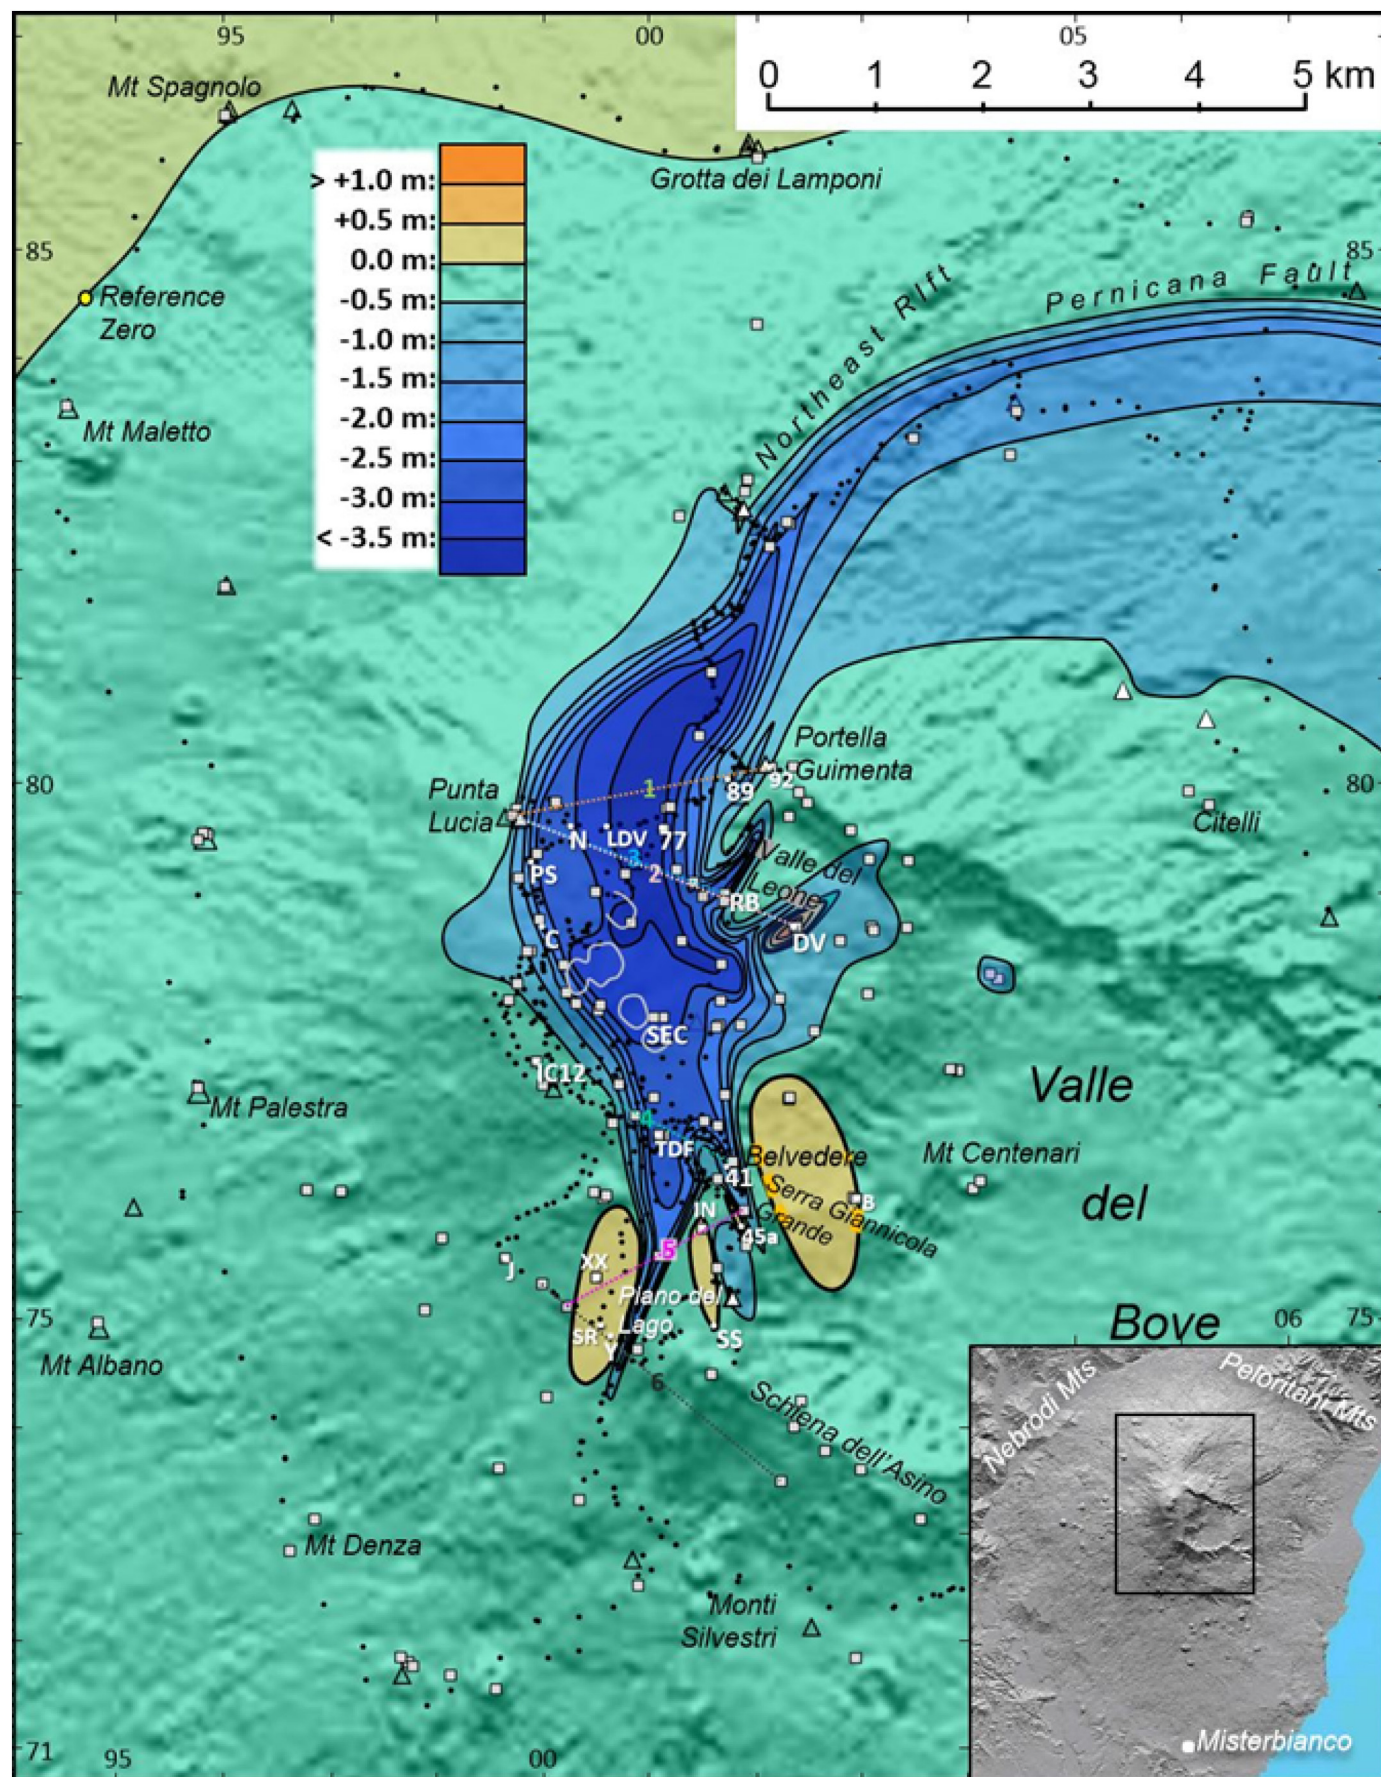 95
00
05
0 1 2 3 4 5 km
Mt Spagnolo
Grotta dei Lamponi
> +1.0 m:
+0.5 m:
0.0 m:
-0.5 m:
-1.0 m:
-1.5 m:
-2.0 m:
-2.5 m:
-3.0 m:
< -3.5 m:
85
85
Reference
Zero
Pernicana Fault
Northeast Rift
Mt Maletto
Portella
Guimenta
Punta
Lucia
80
80
1
89
92
Citelli
N
LDV
77
3
2
PS
Valle del
Leone
RB
C
DV
SEC
IC12
Valle
del
Bove
Mt Palestra
4
TDF
41
Belvedere
Mt Centenari
Serra Giannicola
Grande
B
IN
45a
5
XX
J
Piano del
Lago
SR
Y
SS
75
06
75
Mt Albano
6
Schiena dell'Asino
Nebrodi Mts
Peloritani Mts
Mt Denza
Monti
Silvestri
Misterbianco
71
95
00